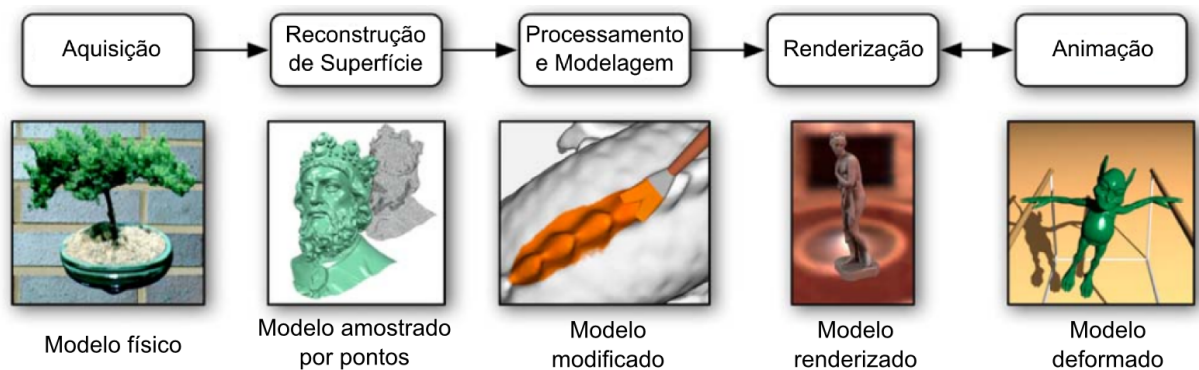 Aquisição
Reconstrução
de Superfície
Processamento
e Modelagem
Renderização
Animação
Modelo físico
Modelo amostrado
por pontos
Modelo
modificado
Modelo
renderizado
Modelo
deformado